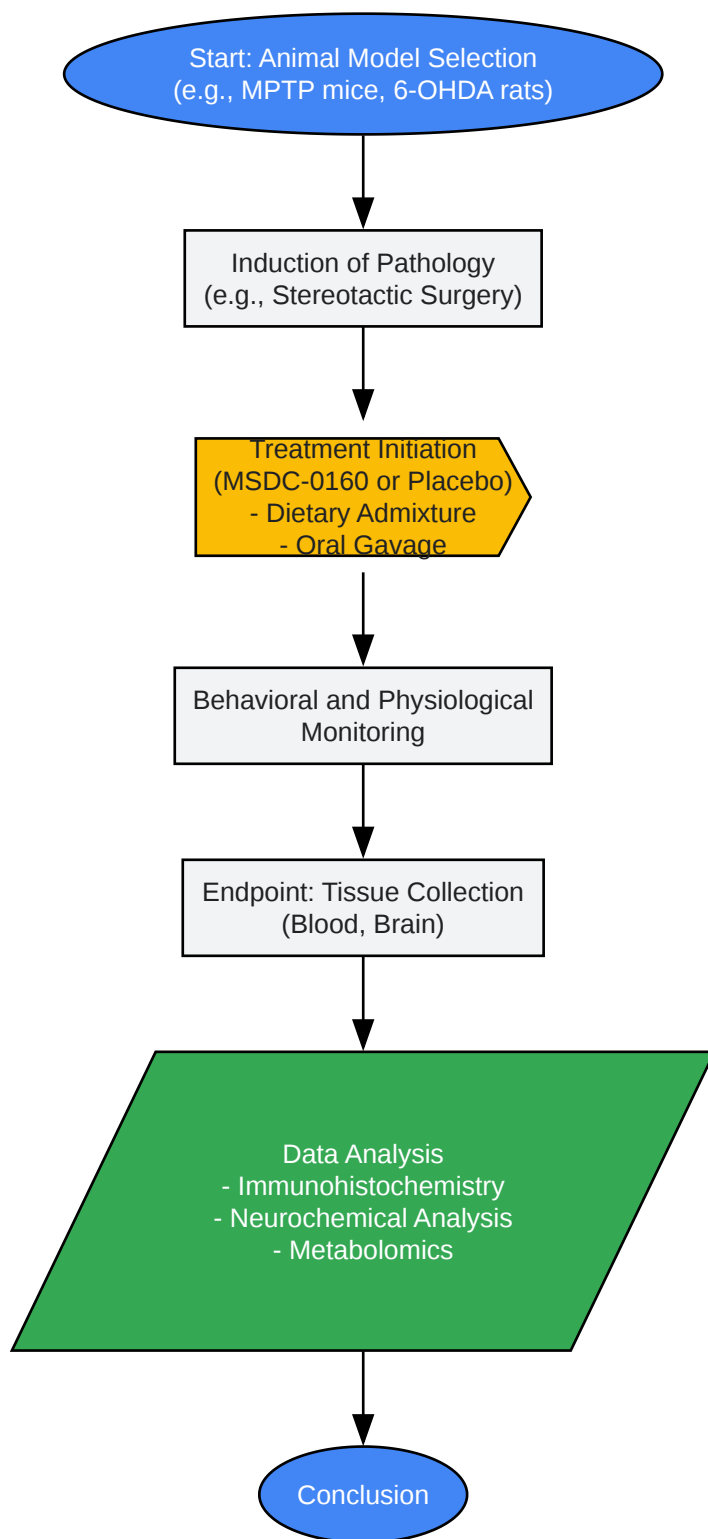 Start: Animal Model Selection
(e.g., MPTP mice, 6-OHDA rats)
Induction of Pathology
(e.g., Stereotactic Surgery)
Treatment Initiation
(MSDC-0160 or Placebo)
- Dietary Admixture
- Oral Gavage
Behavioral and Physiological
Monitoring
Endpoint: Tissue Collection
(Blood, Brain)
Data Analysis
- Immunohistochemistry
- Neurochemical Analysis
- Metabolomics
Conclusion